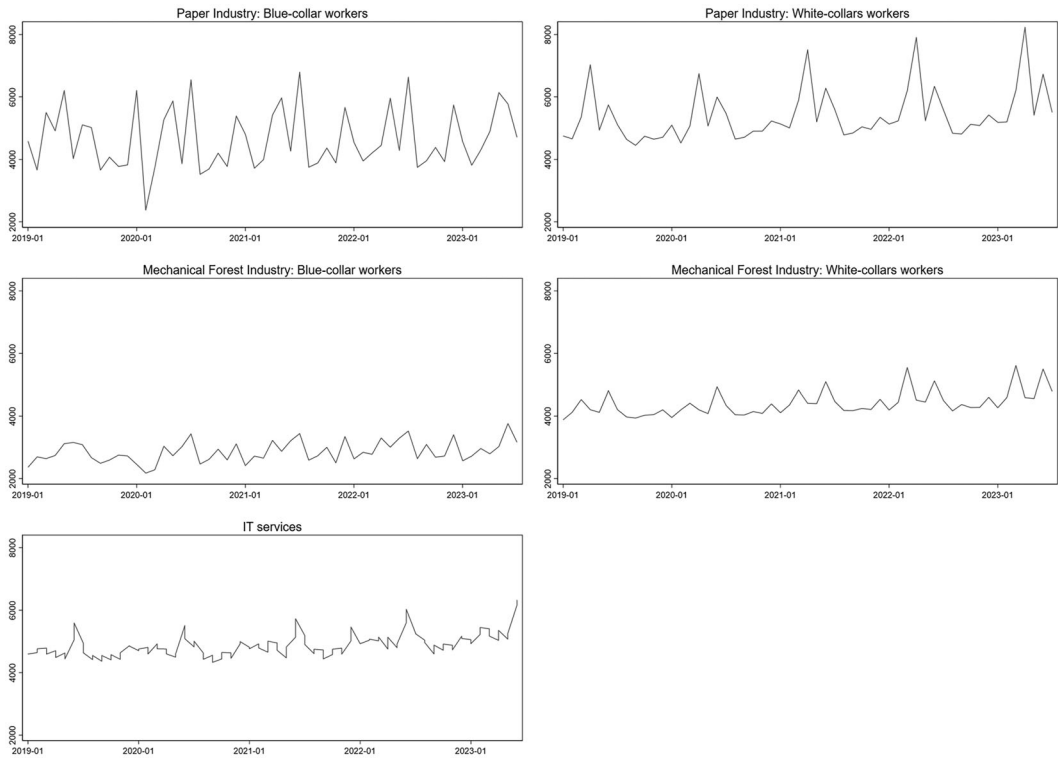 Paper Industry: Blue-collar workers
8000
6000
4000
2000
2019-01 2020-01 2021-01 2022-01 2023-01
Paper Industry: White-collars workers
8000
6000
4000
2000
2019-01 2020-01 2021-01 2022-01 2023-01
Mechanical Forest Industry: Blue-collar workers
8000
6000
4000
2000
2019-01 2020-01 2021-01 2022-01 2023-01
Mechanical Forest Industry: White-collars workers
8000
6000
4000
2000
2019-01 2020-01 2021-01 2022-01 2023-01
IT services
8000
6000
4000
2000
2019-01 2020-01 2021-01 2022-01 2023-01